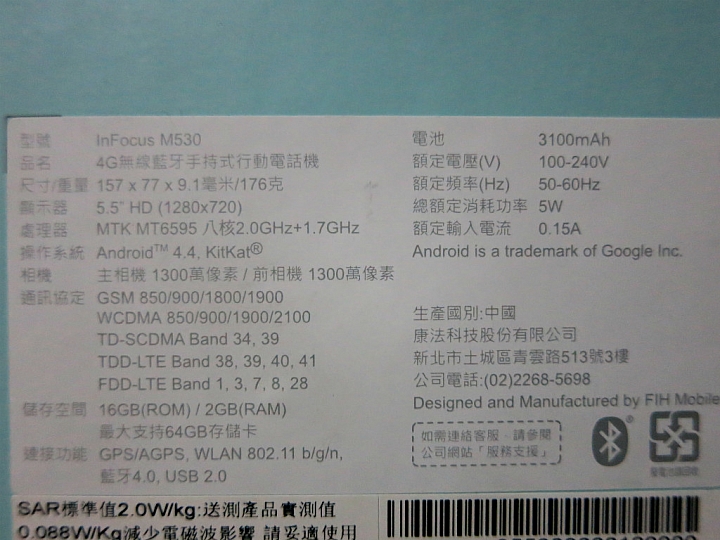 型號 InFocus M530
品名 4G無線藍牙手持式行動電話機
尺寸/重量 157 x 77 x 9.1毫米/176克
顯示器 5.5" HD (1280x720)
處理器 MTK MT6595 八核2.0GHz+1.7GHz
操作系統 Android™ 4.4, KitKat®
相機 主相機 1300萬像素 / 前相機 1300萬像素
通訊協定 GSM 850/900/1800/1900
WCDMA 850/900/1900/2100
TD-SCDMA Band 34, 39
TDD-LTE Band 38, 39, 40, 41
FDD-LTE Band 1, 3, 7, 8, 28
儲存空間 16GB(ROM) / 2GB(RAM)
最大支持64GB存儲卡
連接功能 GPS/AGPS, WLAN 802.11 b/g/n,
藍牙4.0, USB 2.0
電池 3100mAh
額定電壓(V) 100-240V
額定頻率(Hz) 50-60Hz
總額定消耗功率 5W
額定輸入電流 0.15A
Android is a trademark of Google Inc.
生產國別:中國
康法科技股份有限公司
新北市土城區青雲路513號3樓
公司電話:(02)2268-5698
Designed and Manufactured by FIH Mobile
如需連絡客服，請參閱
公司網站「服務支援」
®
廢電池請回收
SAR標準值2.0W/kg:送測產品實測值
0.088W/Kg減少電磁波影響 請妥適使用